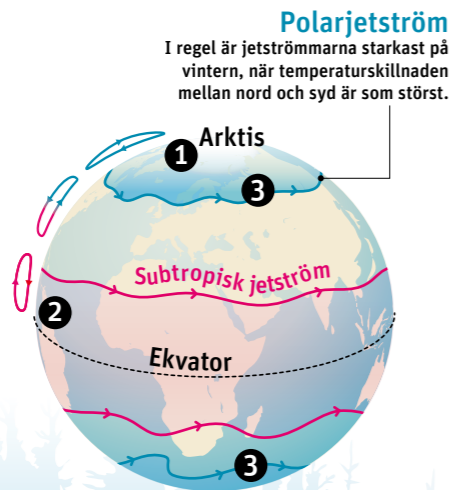 Polarjetström
I regel är jetströmmarna starkast på
vintern, när temperaturskillnaden
mellan nord och syd är som störst.
Arktis
1
3
Subtropisk jetström
2
Ekvator
3